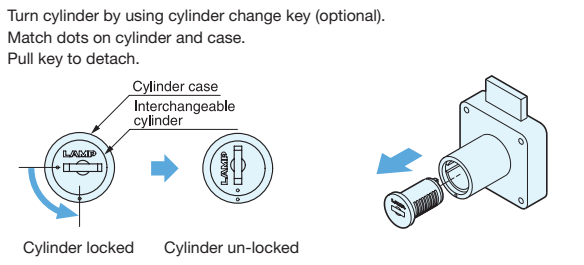 Turn cylinder by using cylinder change key (optional).
Match dots on cylinder and case.
Pull key to detach.
Cylinder case
Interchangeable
cylinder
LAMP
LAMP
LAMP
Cylinder locked
Cylinder un-locked